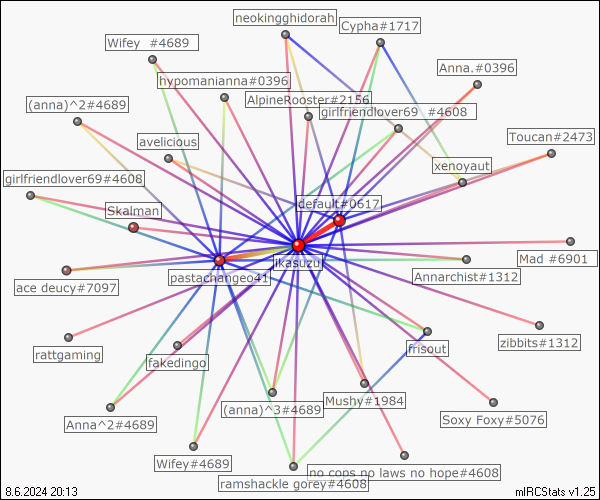 neokingghidorah
Cypha#1717
Wifey  #4689
Anna.#0396
hypomanianna#0396
AlpineRooster#2156
(anna)^2#4689
girlfriendlover69  #4608
Toucan#2473
avelicious
xenoyaut
girlfriendlover69#4608
default#0617
Skalman
Mad #6901
jikasuzu
pastachangeo41
Annarchist#1312
ace deucy#7097
zibbits#1312
frisout
rattgaming
fakedingo
Mushy#1984
(anna)^3#4689
Soxy Foxy#5076
Anna^2#4689
Wifey#4689
no cops no laws no hope#4608
ramshackle gorey#4608
8.6.2024 20:13
mIRCStats v1.25